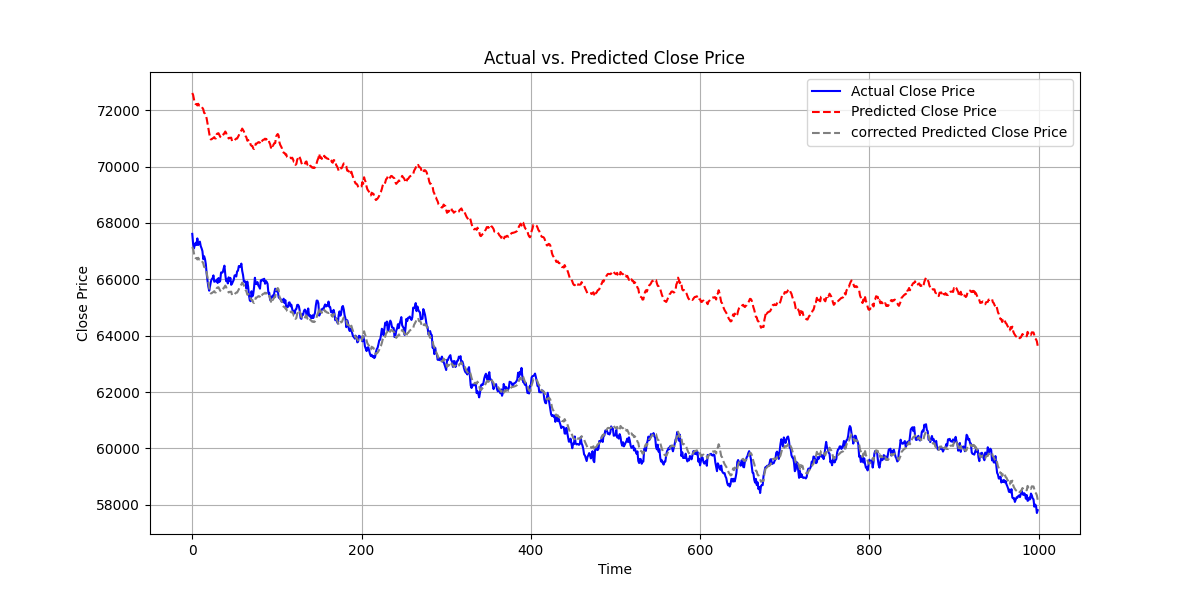 Actual vs. Predicted Close Price
Actual Close Price
Predicted Close Price
corrected Predicted Close Price
Close Price
72000
70000
68000
66000
64000
62000
60000
58000
0
200
400
600
800
1000
Time